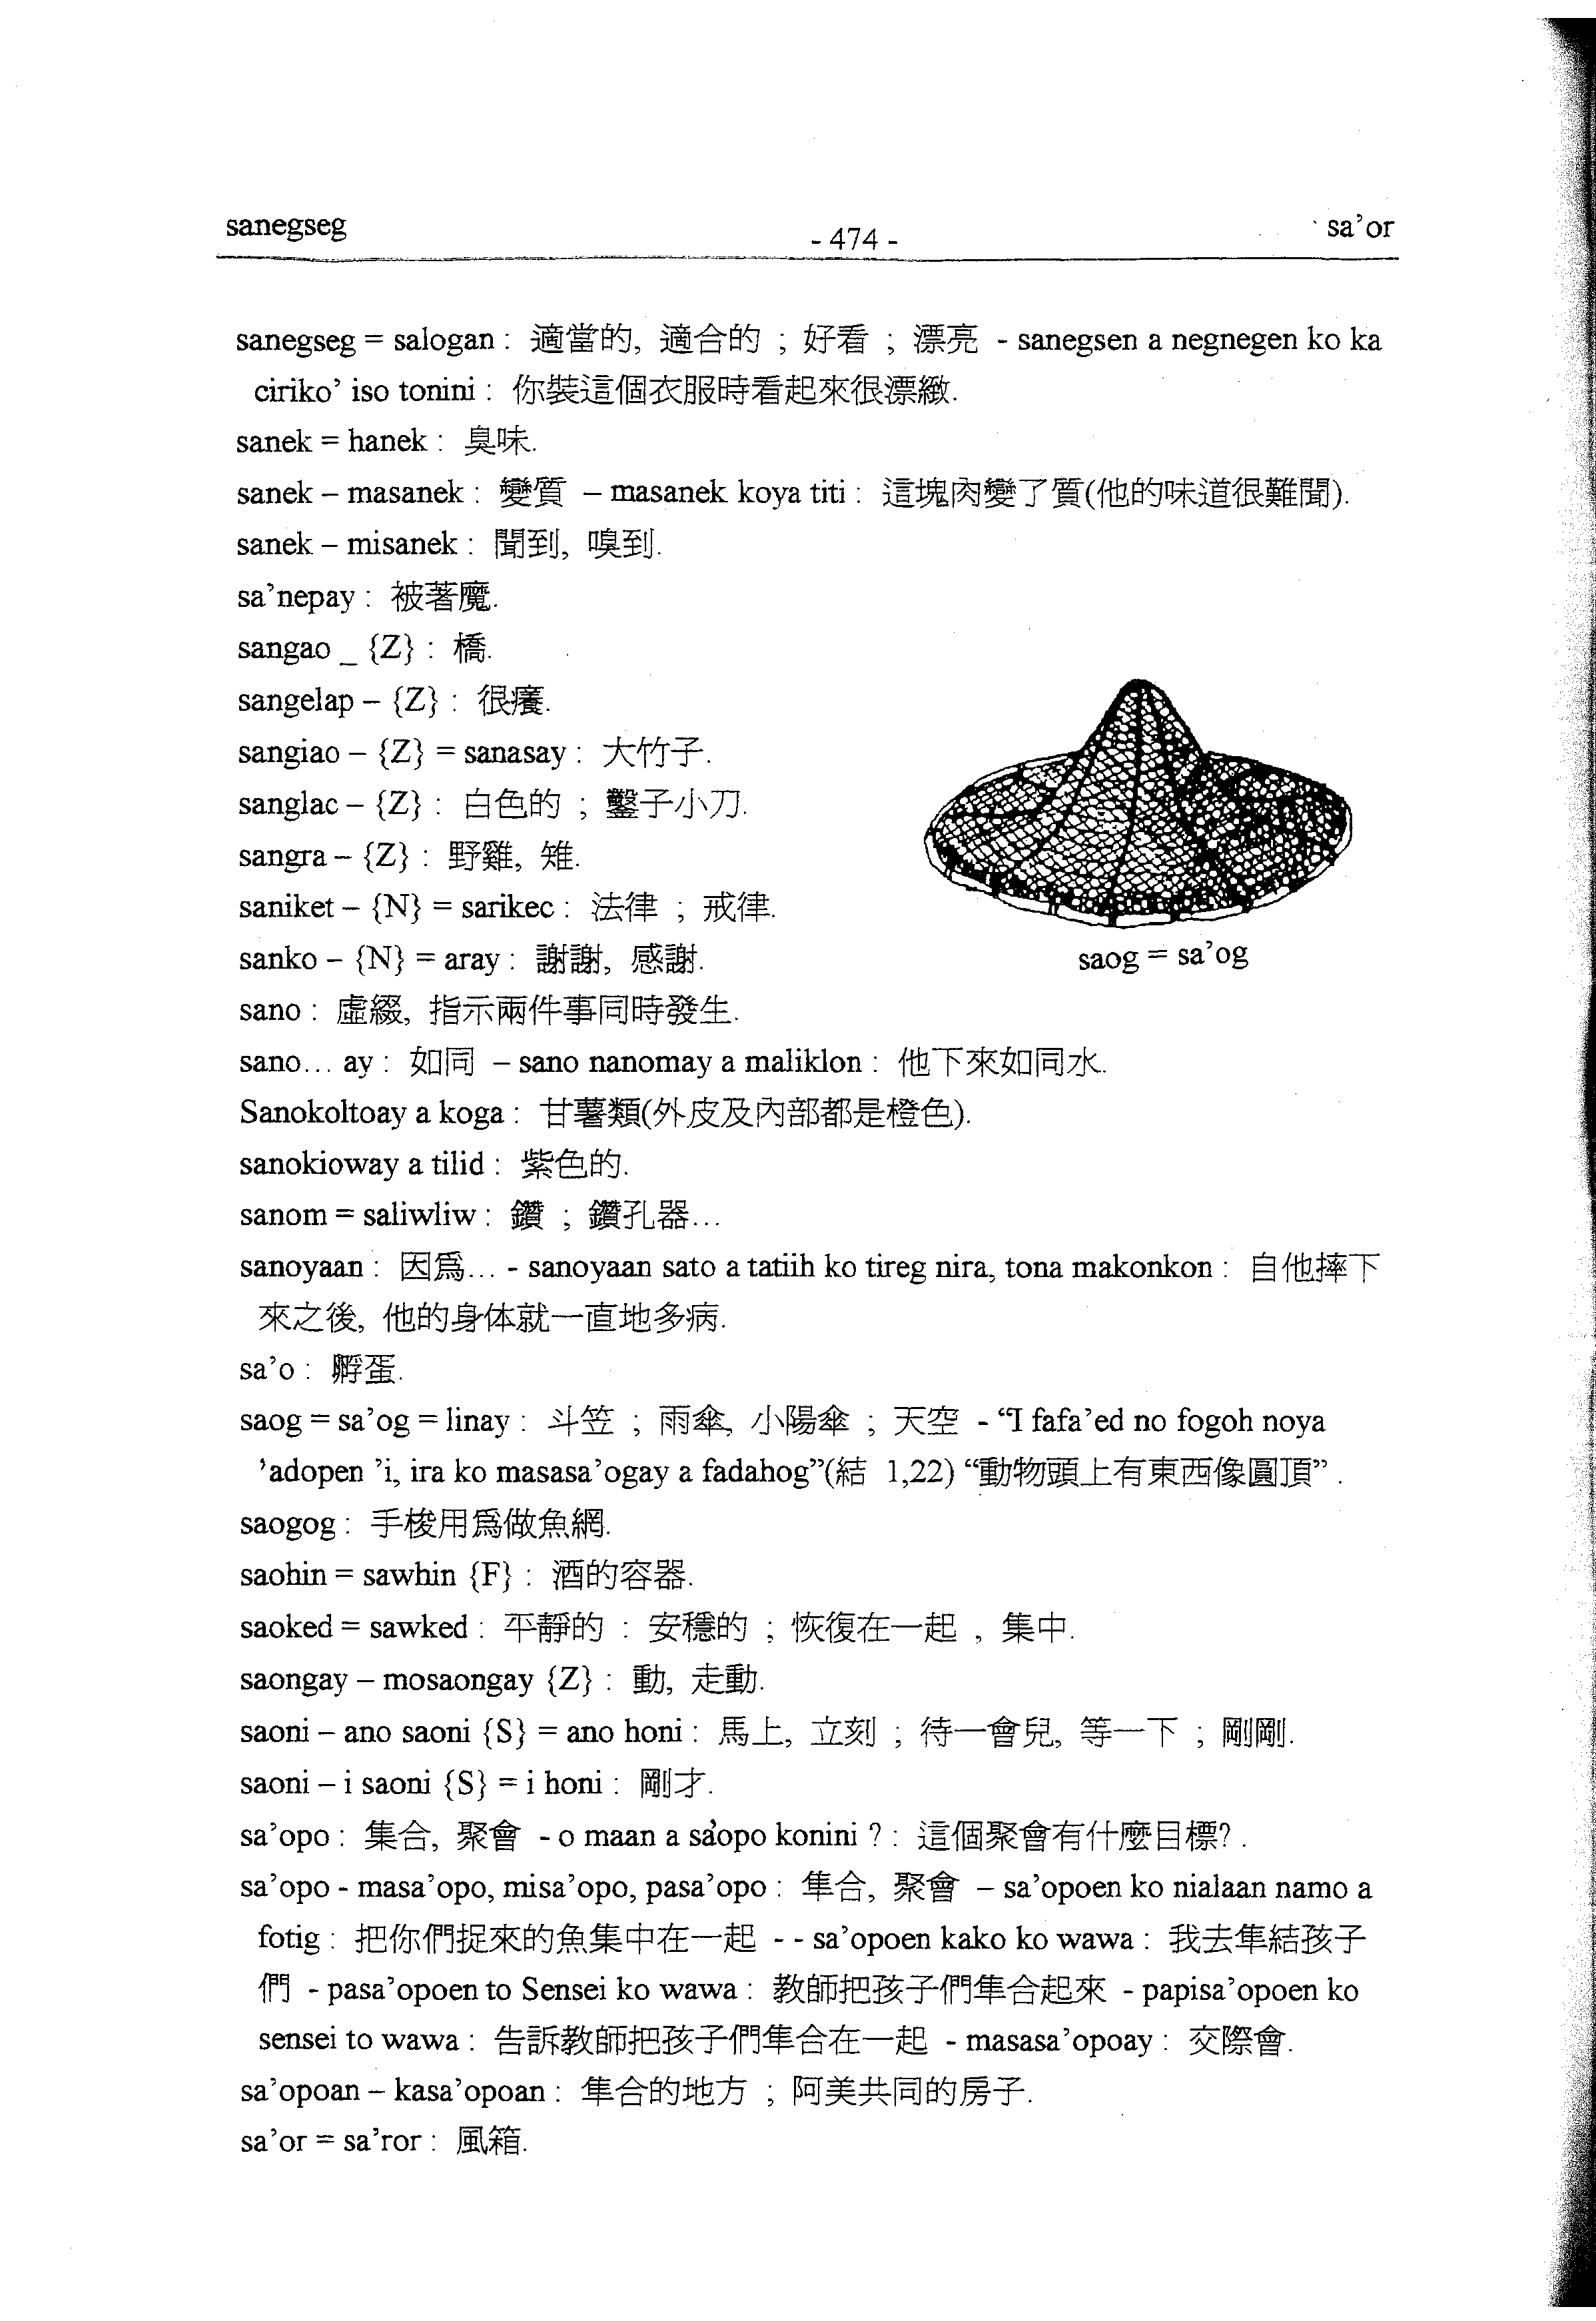 sanegseg
- 474 -
sa’or
sanegseg = salogan : 適當的, 適合的 ; 好看 ; 漂亮 - sanegsen a negnegen ko ka
ciriko’ iso tonini : 你裝這個衣服時看起來很漂緻.
sanek = hanek : 臭味.
sanek – masanek : 變質 – masanek koya titi : 這塊肉變了質(他的味道很難聞).
sanek – misanek : 聞到, 嗅到.
sa’nepay : 被著魔.
sangao _ {Z} : 橋.
sangelap – {Z} : 很癢.
sangiao – {Z} = sanasay : 大竹子.
sanglac – {Z} : 白色的 ; 鑿子小刀.
sangra – {Z} : 野雞, 雉.
saniket – {N} = sarikec : 法律 ; 戒律.
sanko – {N} = aray : 謝謝, 感謝.
saog = sa’og
sano : 虛綴, 指示兩件事同時發生.
sano... ay : 如同 – sano nanomay a maliklon : 他下來如同水.
Sanokoltoay a koga : 甘薯類(外皮及內部都是橙色).
sanokioway a tilid : 紫色的.
sanom = saliwliw : 鑽 ; 鑽孔器...
sanoyaan : 因爲... - sanoyaan sato a tatiih ko tireg nira, tona makonkon : 自他摔下
來之後, 他的身体就一直地多病.
sa’o : 孵蛋.
saog = sa’og = linay : 斗笠 ; 雨傘, 小陽傘 ; 天空 - “I fafa’ed no fogoh noya
’adopen ’i, ira ko masasa’ogay a fadahog”(結 1,22) “動物頭上有東西像圓頂” .
saogog : 手梭用爲做魚網.
saohin = sawhin {F} : 酒的容器.
saoked = sawked : 平靜的 : 安穩的 ; 恢復在一起 , 集中.
saongay – mosaongay {Z} : 動, 走動.
saoni – ano saoni {S} = ano honi : 馬上, 立刻 ; 待一會兒, 等一下 ; 剛剛.
saoni – i saoni {S} = i honi : 剛才.
sa’opo : 集合, 聚會 - o maan a sa’opo konini ? : 這個聚會有什麼目標? .
sa’opo - masa’opo, misa’opo, pasa’opo : 隼合, 聚會 – sa’opoen ko nialaan namo a
fotig : 把你們捉來的魚集中在一起 - - sa’opoen kako ko wawa : 我去隼結孩子
們 - pasa’opoen to Sensei ko wawa : 教師把孩子們隼合起來 - papisa’opoen ko
sensei to wawa : 告訴教師把孩子們隼合在一起 - masasa’opoay : 交際會.
sa’opoan – kasa’opoan : 隼合的地方 ; 阿美共同的房子.
sa’or = sa’ror : 風箱.